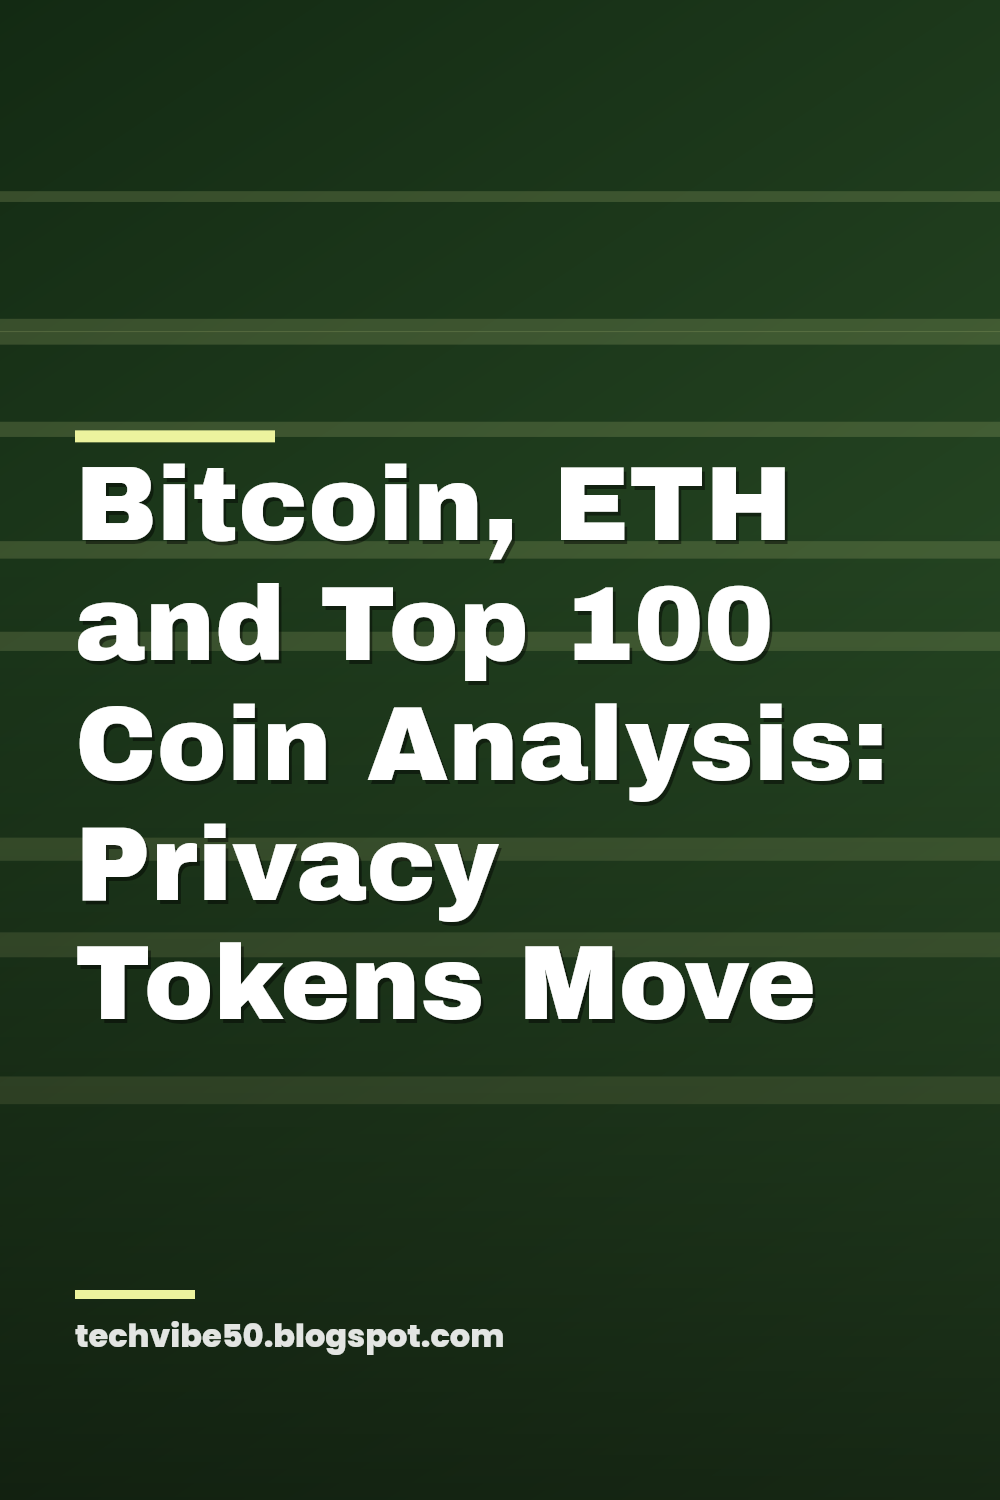 Bitcoin, ETH
and Top 100
Coin Analysis:
Privacy
Tokens Move
techvibe50.blogspot.com